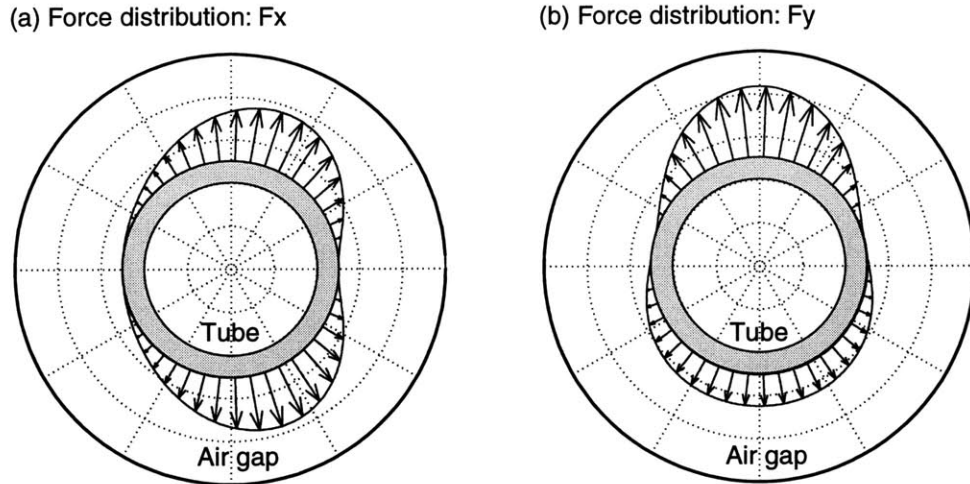 (a) Force distribution: Fx
(b) Force distribution: Fy
Tube
Air gap
Tube
Air gap